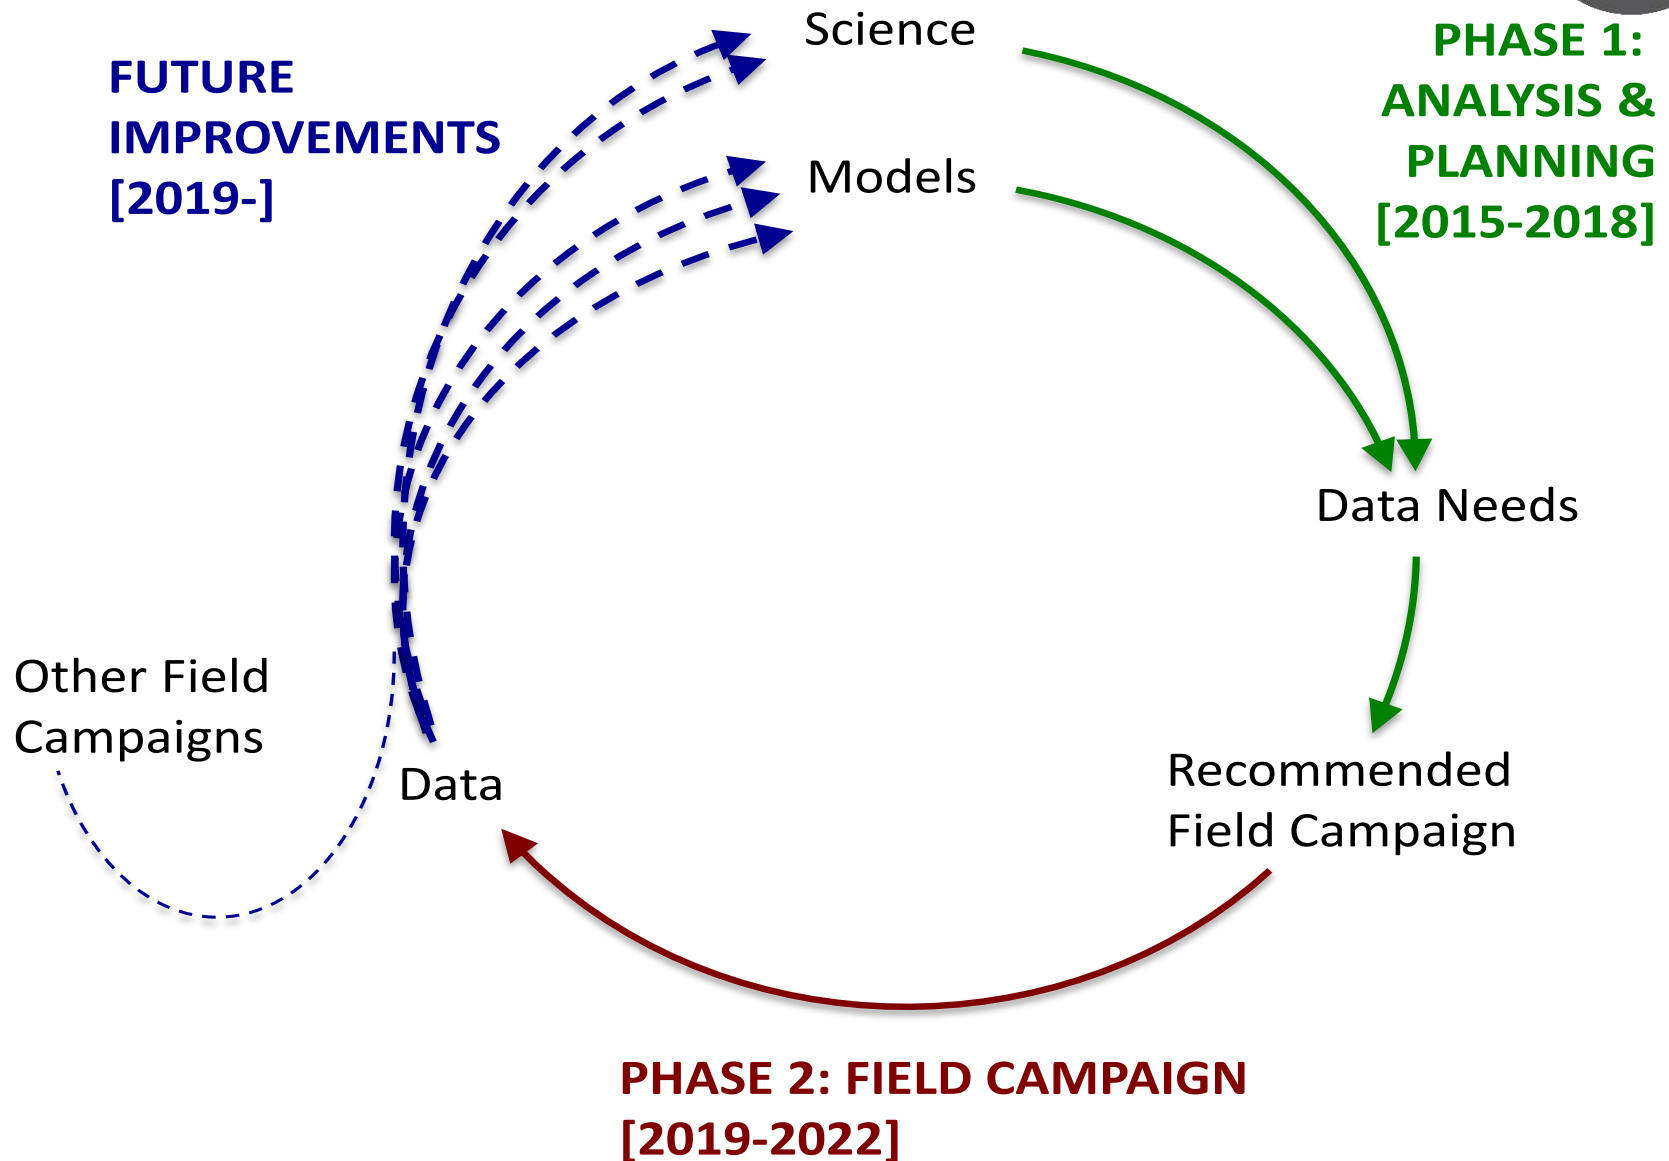 FUTURE
IMPROVEMENTS
[2019-]
Science
Models
PHASE 1:
ANALYSIS &
PLANNING
[2015-2018]
Data Needs
Recommended
Field Campaign
Other Field
Campaigns
Data
PHASE 2: FIELD CAMPAIGN
[2019-2022]